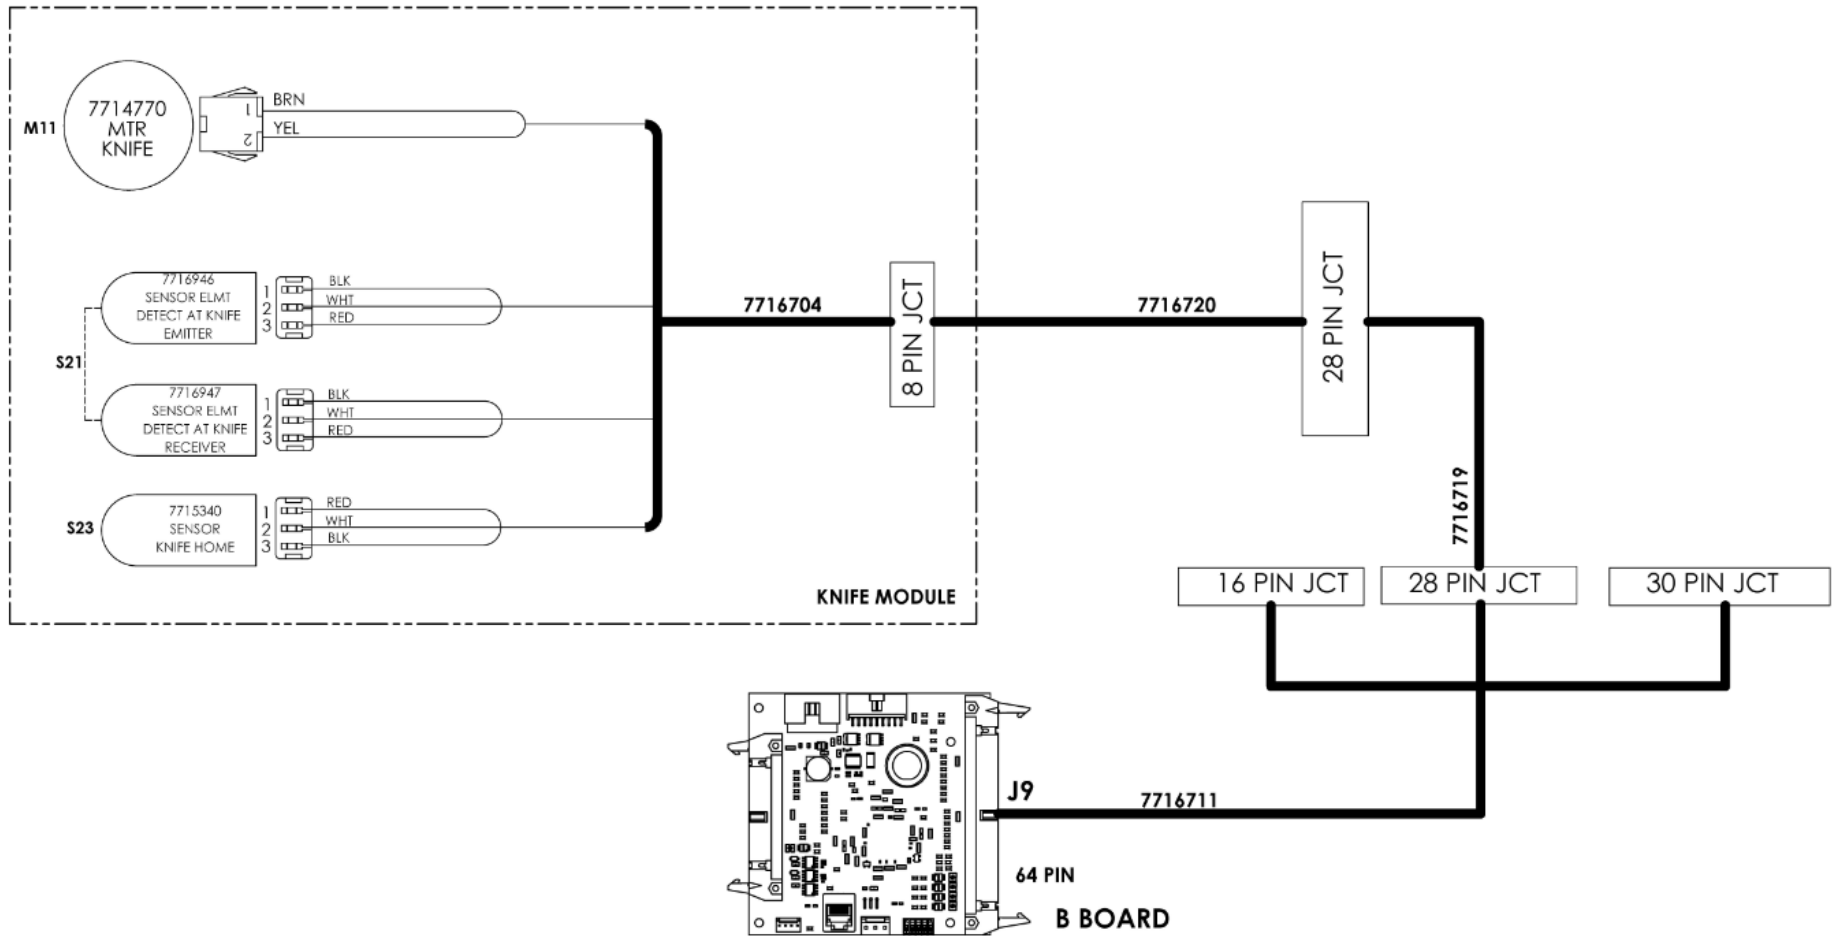 M11
7714770
MTR
KNIFE
1
2
BRN
YEL
7716946
SENSOR ELMT
DETECT AT KNIFE
EMITTER
1
2
3
BLK
WHT
RED
S21
7716947
SENSOR ELMT
DETECT AT KNIFE
RECEIVER
1
2
3
BLK
WHT
RED
S23
7715340
SENSOR
KNIFE HOME
1
2
3
RED
WHT
BLK
KNIFE MODULE
7716704
8 PIN JCT
7716720
28 PIN JCT
7716719
16 PIN JCT
28 PIN JCT
30 PIN JCT
J9
7716711
64 PIN
B BOARD